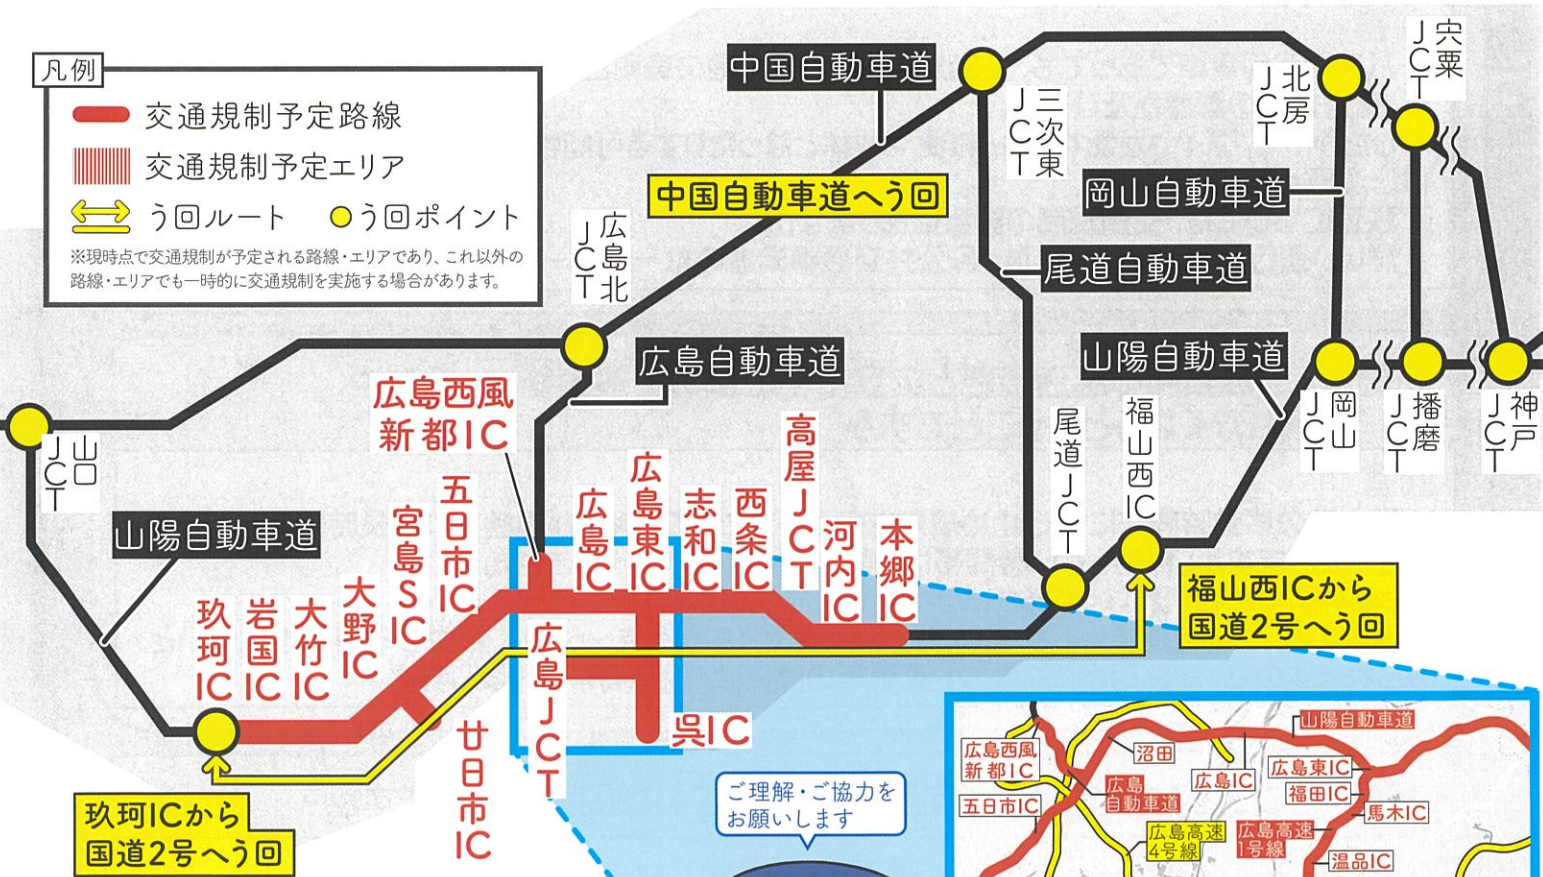 凡例
交通規制予定路線
交通規制予定エリア
う回ルート
う回ポイント
※現時点で交通規制が予定される路線・エリアであり、これ以外の
路線・エリアでも一時的に交通規制を実施する場合があります。
中国自動車道
三次東JCT
北房JCT
宍粟JCT
岡山自動車道
中国自動車道へう回
広島北JCT
尾道自動車道
広島自動車道
山陽自動車道
岡山JCT
播磨JCT
神戸JCT
山口JCT
山陽自動車道
広島西風
新都IC
尾道JCT
福山西IC
玖珂IC
岩国IC
大竹IC
大野IC
宮島SIC
五日市IC
広島IC
広島東IC
志和IC
西条IC
高屋JCT
河内IC
本郷IC
福山西ICから
国道2号へう回
広島JCT
呉IC
廿日市IC
玖珂ICから
国道2号へう回
ご理解・ご協力を
お願いします
山陽自動車道
広島西風
新都IC
沼田
広島IC
広島東IC
広島
自動車道
福田IC
五日市IC
馬木IC
広島高速
4号線
広島高速
1号線
温品IC